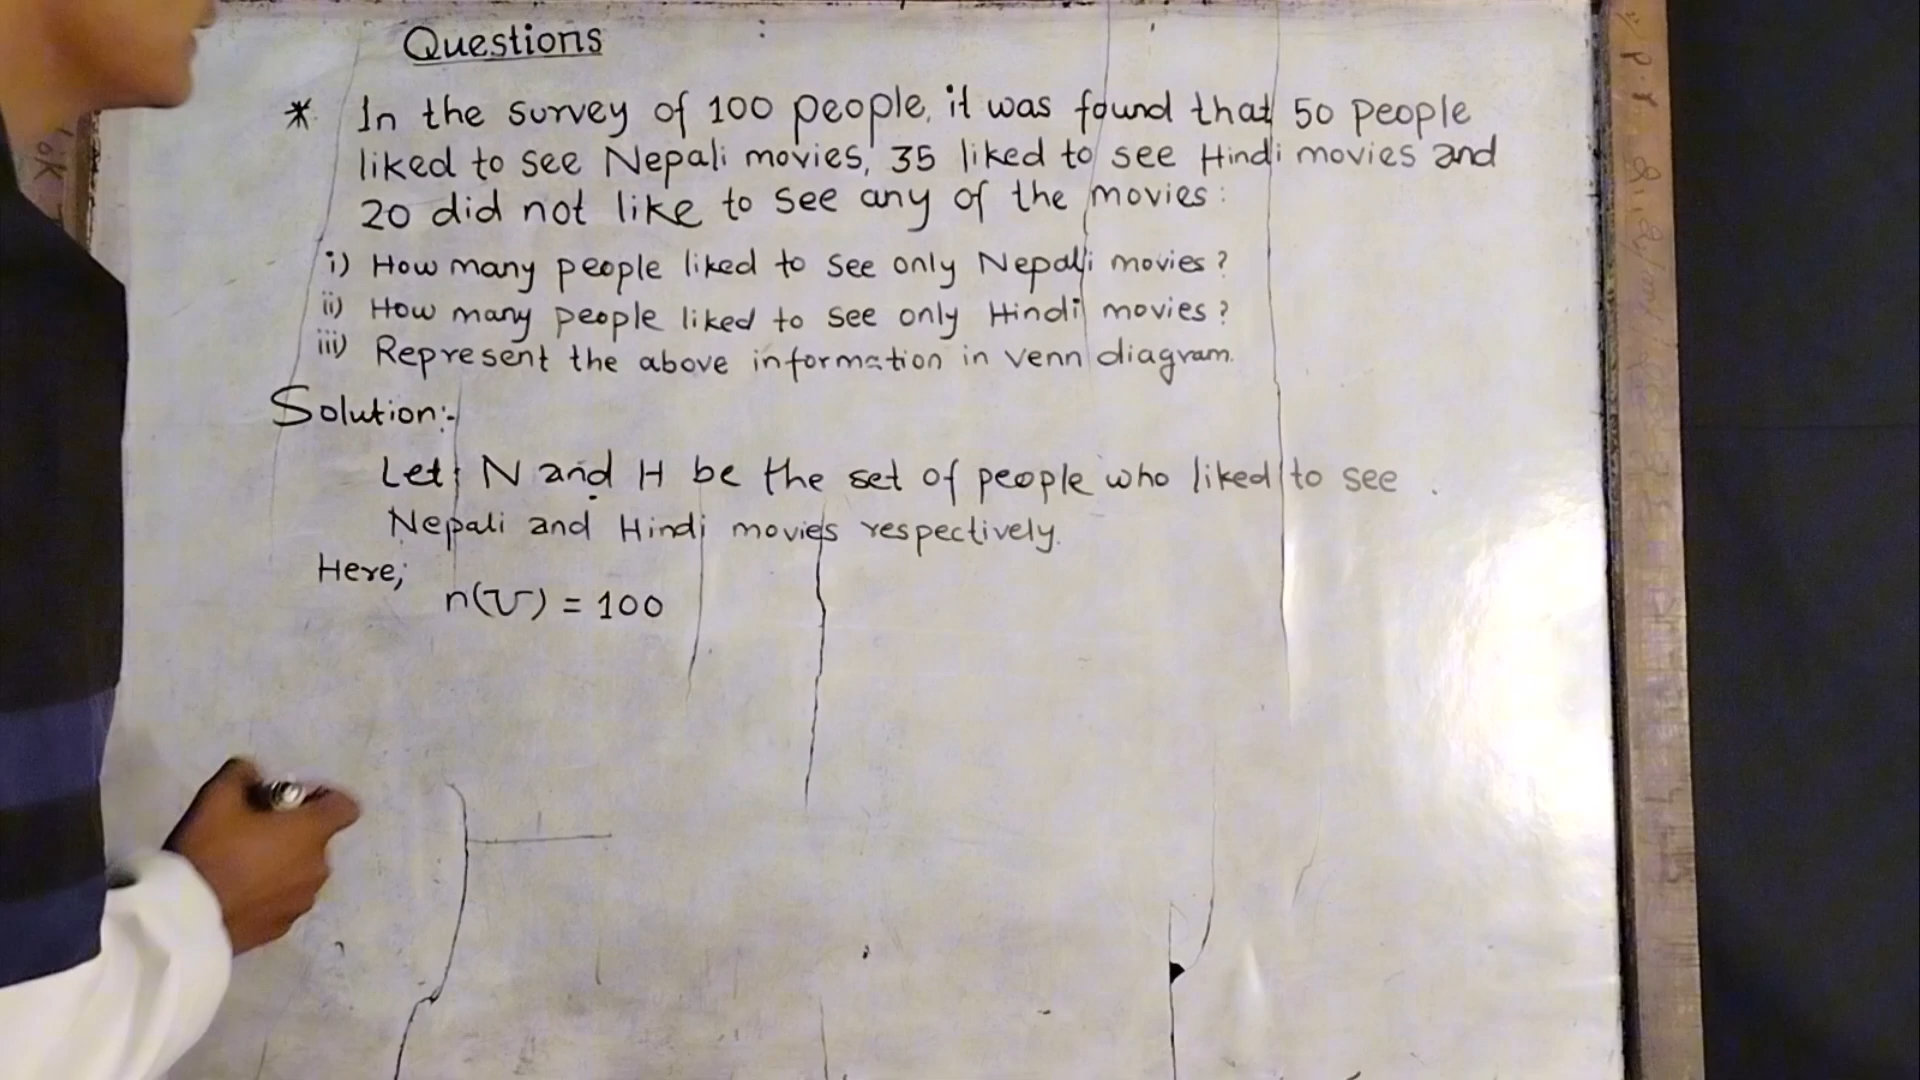 Questions
* In the survey of 100 people, it was found that 50 people
liked to see Nepali movies, 35 liked to see Hindi movies and
20 did not like to see any of the movies:
i) How many people liked to see only Nepali movies?
ii) How many people liked to see only Hindi movies?
iii) Represent the above information in venn diagram.
Solution:-
Let, N and H be the set of people who liked to see
Nepali and Hindi movies respectively.
Here;
n(U) = 100